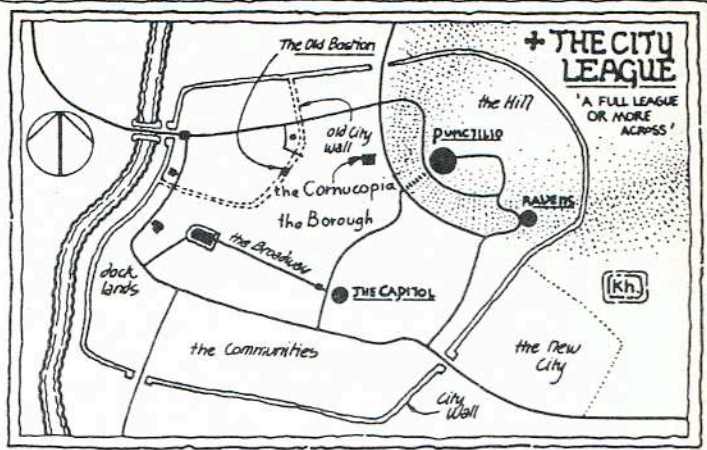 THE CITY
LEAGUE
'A FULL LEAGUE
OR MORE
ACROSS'
The Old Bastion
the Hill
old City
Wall
PUNCTILIO
the Cornucopia
the Borough
RAVENS
the Broadway
dock
lands
THE CAPITOL
Kh.
the Communities
the New
City
City
Wall